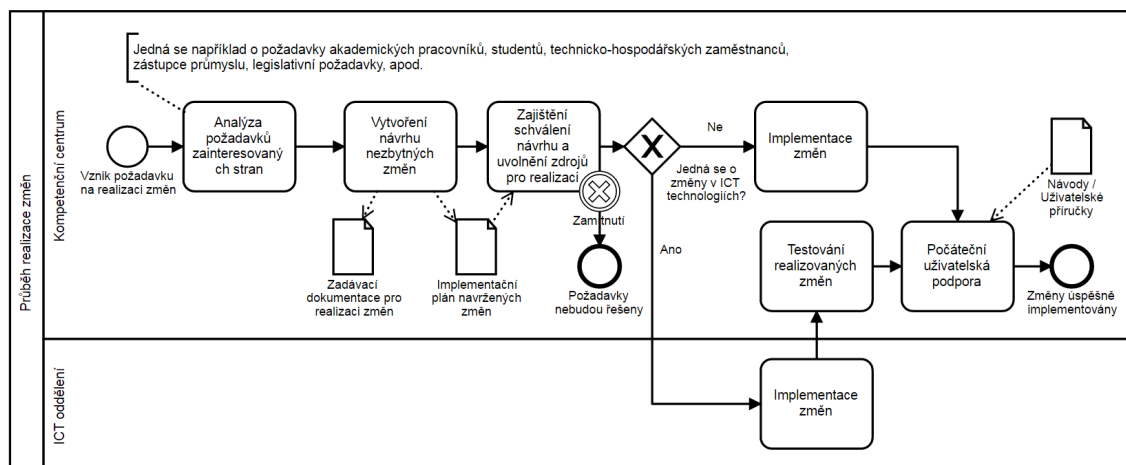 Průběh realizace změn
Kompetenční centrum
Jedná se například o požadavky akademických pracovníků, studentů, technicko-hospodářských zaměstnanců,
zástupce průmyslu, legislativní požadavky, apod.
Vznik požadavku
na realizaci změn
Analýza
požadavků
zainteresovaný
ch stran
Vytvoření
návrhu
nezbytných
změn
Zajištění
schválení
návrhu a
uvolnění zdrojů
pro realizaci
Zamítnutí
Ne
Jedná se o
změny v ICT
technologiích?
Ano
Implementace
změn
Návody /
Uživatelské
příručky
Zadávací
dokumentace pro
realizaci změn
Implementační
plán navržených
změn
Požadavky
nebudou řešeny
Testování
realizovaných
změn
Počáteční
uživatelská
podpora
Změny úspěšně
implementovány
ICT oddělení
Implementace
změn